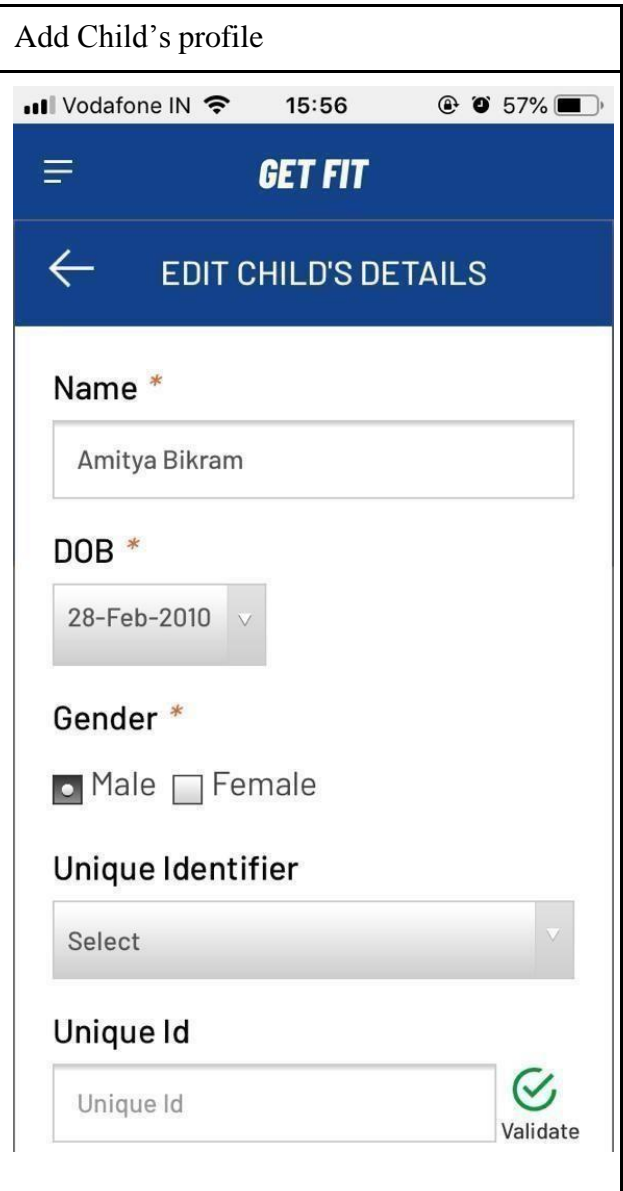 Add Child’s profile
Vodafone IN 15:56 57%
GET FIT
EDIT CHILD'S DETAILS
Name *
Amitya Bikram
DOB *
28-Feb-2010
Gender *
Male Female
Unique Identifier
Select
Unique Id
Unique Id
Validate